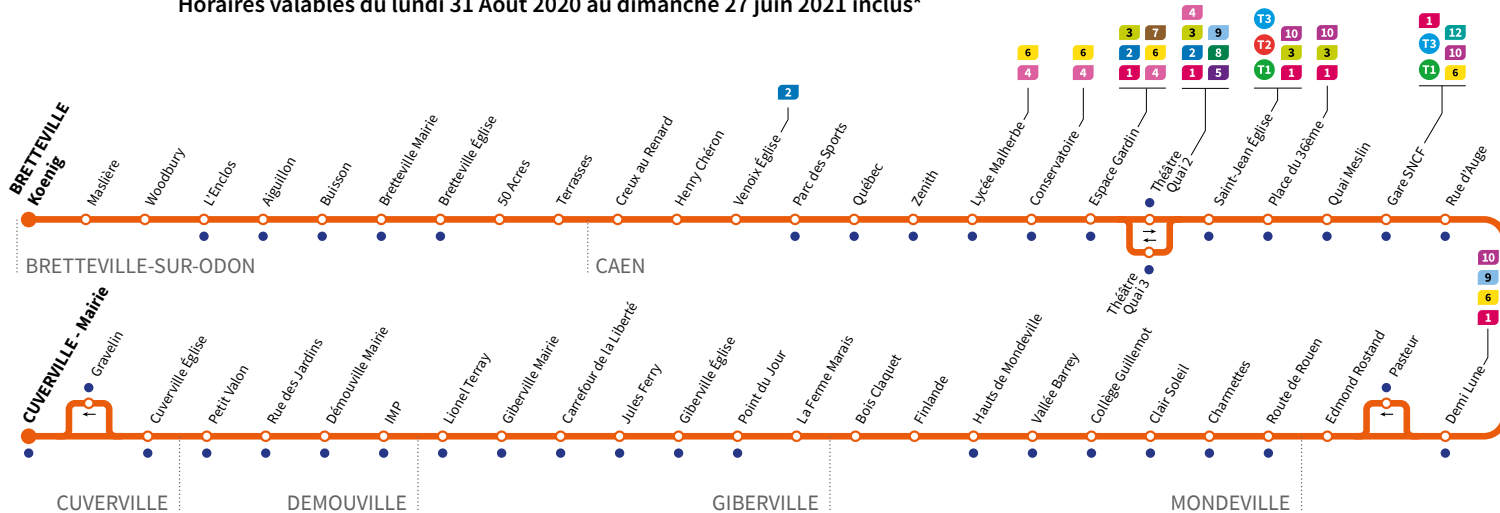 Horaires valables du lundi 31 Août 2020 au dimanche 27 juin 2021 inclus*
BRETTEVILLE
Koenig
Maslière
Woodbury
L'Enclos
Aiguillon
Buisson
Bretteville Mairie
Bretteville Église
50 Acres
Terrasses
Creux au Renard
Henry Chéron
Venoix Église
2
Parc des Sports
Québec
Zenith
Lycée Malherbe
6
4
Conservatoire
6
4
Espace Gardin
3 7
2 6
1 4
Théâtre
Quai 2
4
3 9
2 8
1 5
Théâtre
Quai 3
Saint-Jean Église
T3
T2 10
3
T1 1
Place du 36ème
10
3
1
Quai Meslin
Gare SNCF
1
T3 12
10
T1 6
Rue d'Auge
BRETTEVILLE-SUR-ODON
CAEN
10
9
6
1
Demi Lune
Pasteur
Edmond Rostand
Route de Rouen
Charmettes
Clair Soleil
Collège Guillemot
Vallée Barrey
Hauts de Mondeville
Finlande
Bois Claquet
La Ferme Marais
Point du Jour
Giberville Église
Jules Ferry
Carrefour de la Liberté
Giberville Mairie
Lionel Terray
IMP
Démouville Mairie
Rue des Jardins
Petit Valon
Cuverville Église
Gravelin
CUVERVILLE - Mairie
CUVERVILLE
DEMOUVILLE
GIBERVILLE
MONDEVILLE